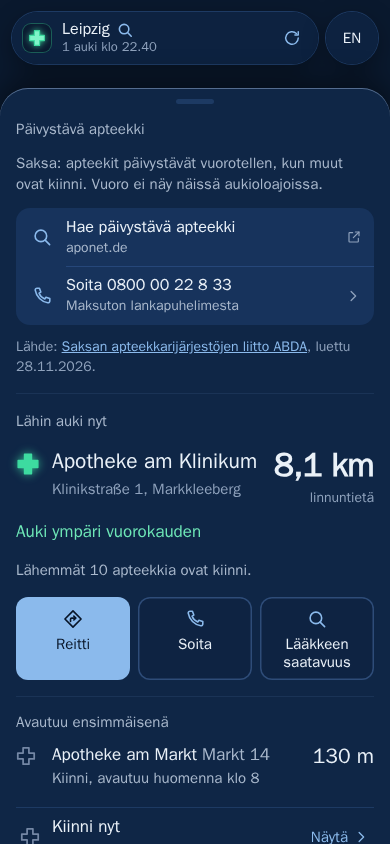 Leipzig
1 auki klo 22.40
EN
Päivystävä apteekki
Saksa: apteekit päivystävät vuorotellen, kun muut
ovat kiinni. Vuoro ei näy näissä aukioloajoissa.
Hae päivystävä apteekki
aponet.de
Soita 0800 00 22 8 33
Maksuton lankapuhelimesta
Lähde: Saksan apteekkarijärjestöjen liitto ABDA, luettu
28.11.2026.
Lähin auki nyt
Apotheke am Klinikum
8,1 km
Klinikstraße 1, Markkleeberg
linnuntietä
Auki ympäri vuorokauden
Lähemmät 10 apteekkia ovat kiinni.
Reitti
Soita
Lääkkeen
saatavuus
Avautuu ensimmäisenä
Apotheke am Markt Markt 14
130 m
Kiinni, avautuu huomenna klo 8
Kiinni nyt
Näytä